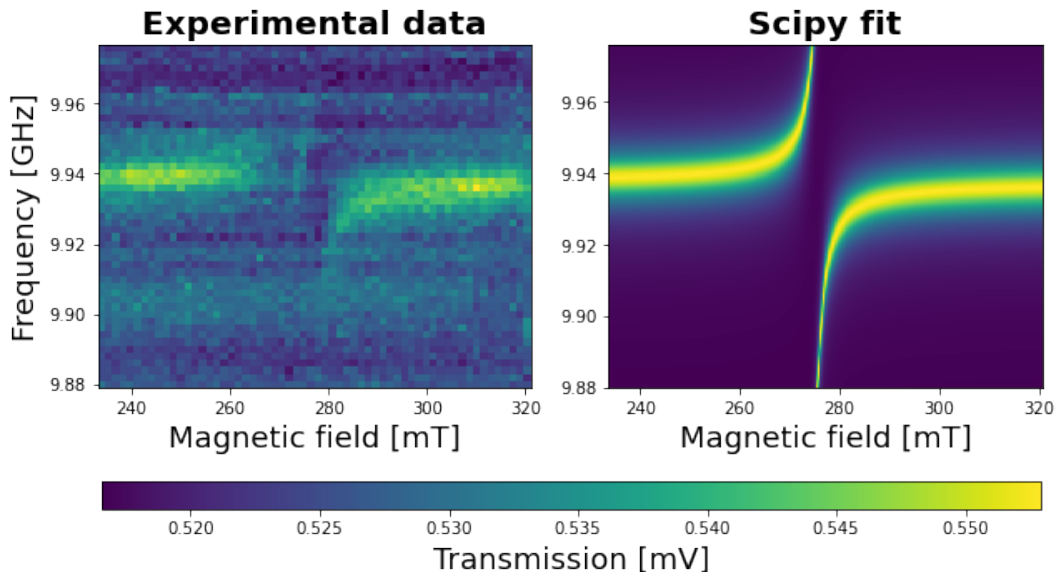 Experimental data
Scipy fit
Frequency [GHz]
9.96
9.94
9.92
9.90
9.88
240 260 280 300 320
Magnetic field [mT]
9.96
9.94
9.92
9.90
9.88
240 260 280 300 320
Magnetic field [mT]
0.520 0.525 0.530 0.535 0.540 0.545 0.550
Transmission [mV]